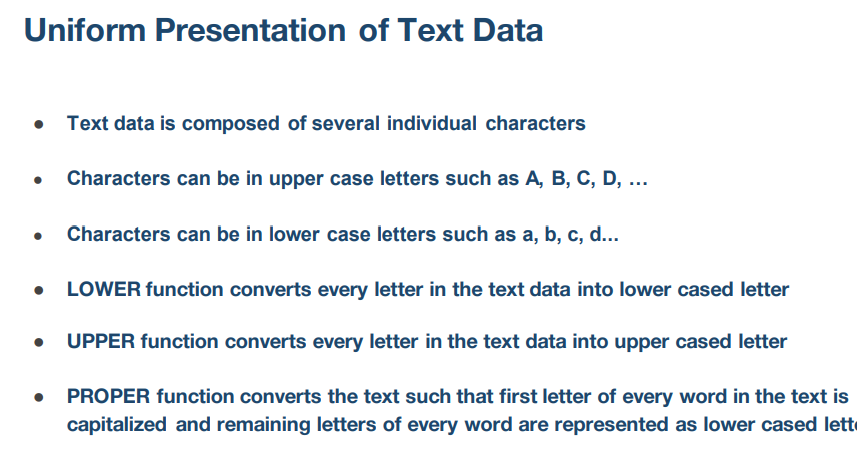 Uniform Presentation of Text Data
● Text data is composed of several individual characters
● Characters can be in upper case letters such as A, B, C, D, …
● Characters can be in lower case letters such as a, b, c, d...
● LOWER function converts every letter in the text data into lower cased letter
● UPPER function converts every letter in the text data into upper cased letter
● PROPER function converts the text such that first letter of every word in the text is
capitalized and remaining letters of every word are represented as lower cased